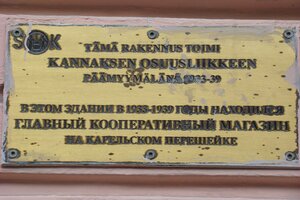 SOK
TÄMÄ RAKENNUS TOIMI
KANNAKSEN OSUUSLIIKKEEN
PÄÄMYYMÄLÄNÄ 1933-39
В ЭТОМ ЗДАНИИ В 1933-1939 ГОДЫ НАХОДИЛСЯ
ГЛАВНЫЙ КООПЕРАТИВНЫЙ МАГАЗИН
НА КАРЕЛЬСКОМ ПЕРЕШЕЙКЕ